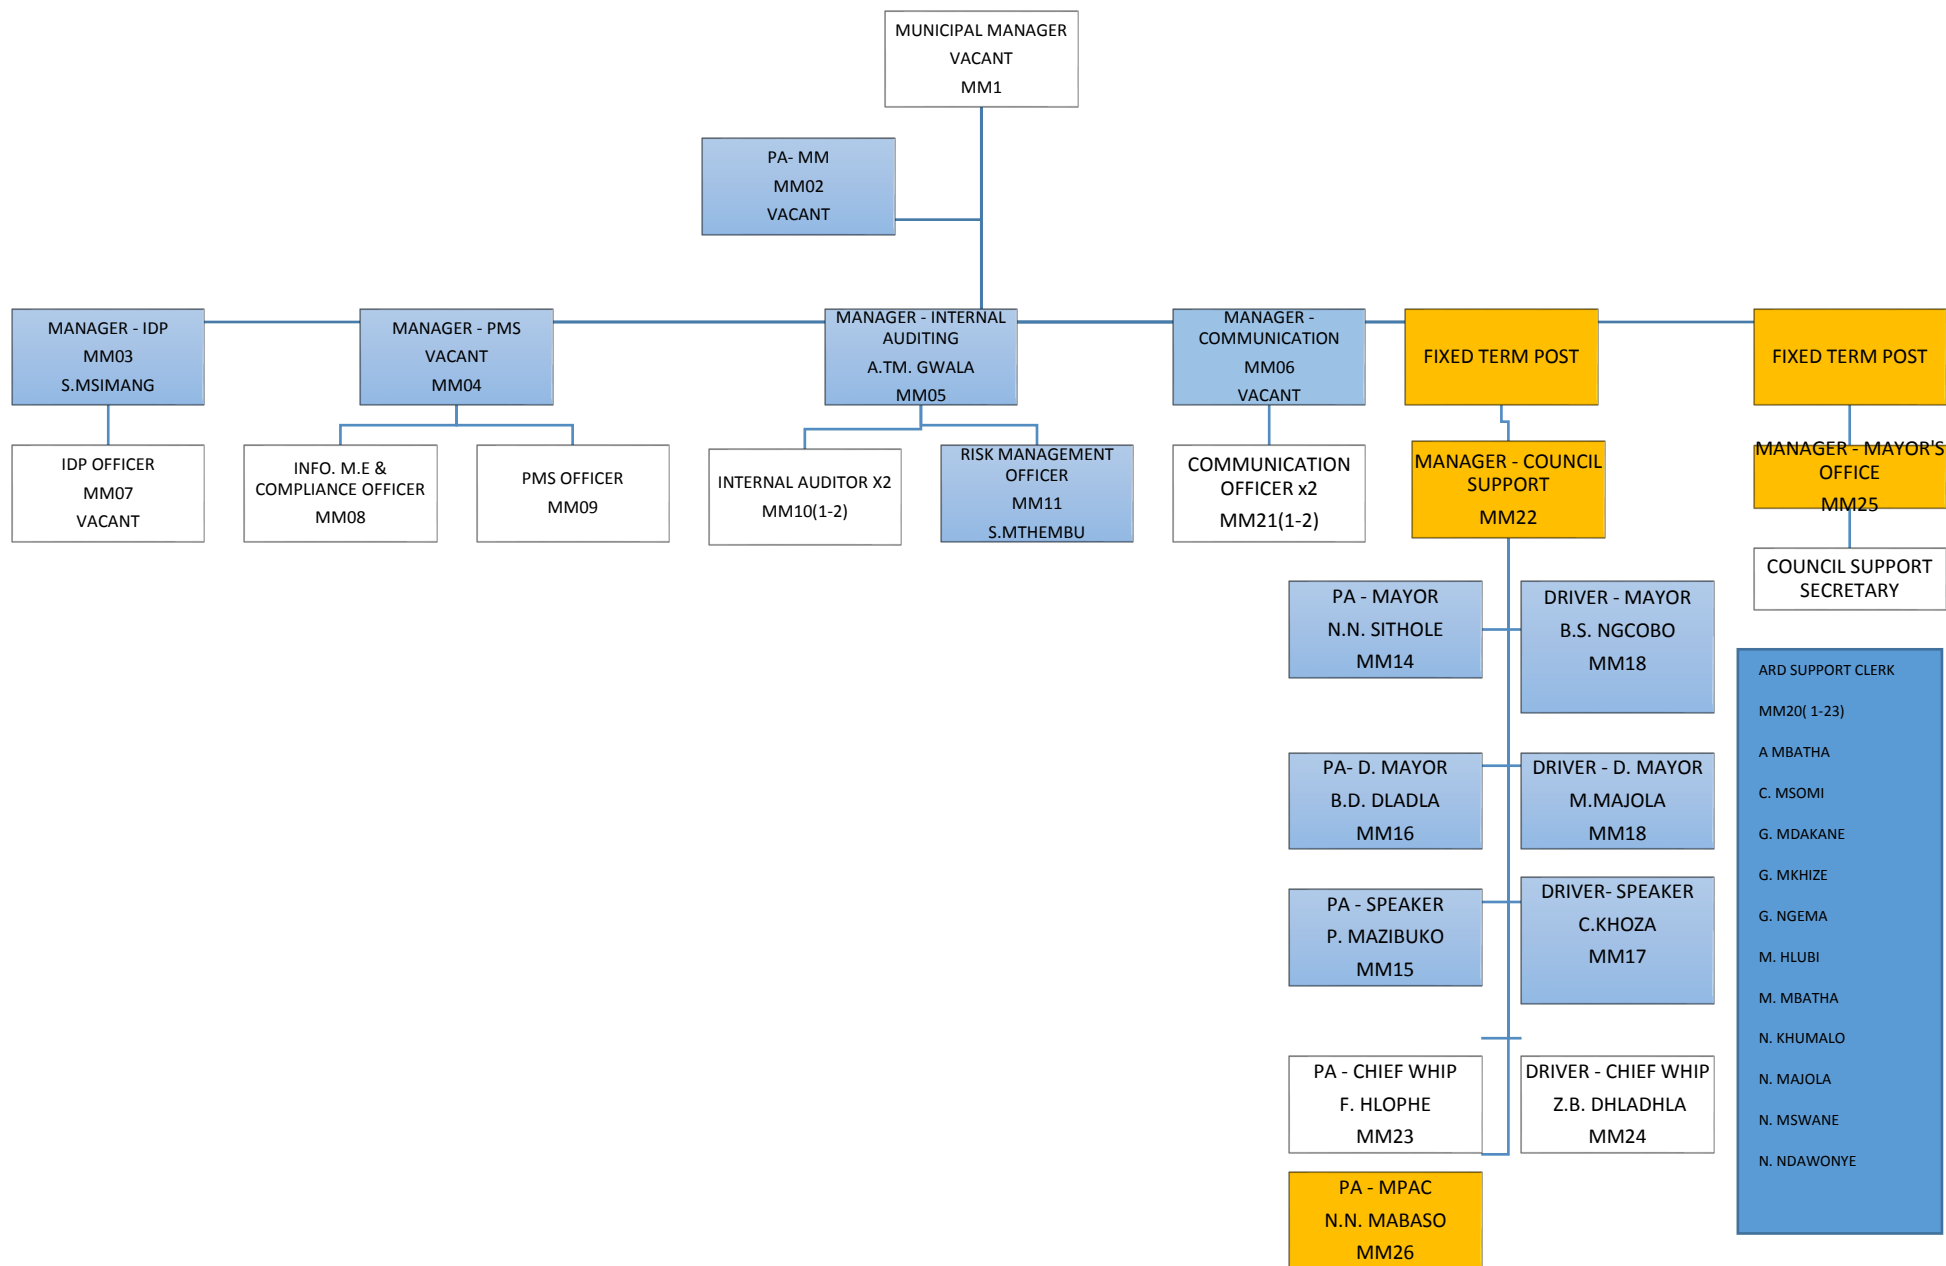 MUNICIPAL MANAGER
VACANT
MM1
PA- MM
MM02
VACANT
MANAGER - IDP
MM03
S.MSIMANG
MANAGER - PMS
VACANT
MM04
MANAGER - INTERNAL
AUDITING
A.TM. GWALA
MM05
MANAGER -
COMMUNICATION
MM06
VACANT
FIXED TERM POST
FIXED TERM POST
IDP OFFICER
MM07
VACANT
INFO. M.E &
COMPLIANCE OFFICER
MM08
PMS OFFICER
MM09
INTERNAL AUDITOR X2
MM10(1-2)
RISK MANAGEMENT
OFFICER
MM11
S.MTHEMBU
COMMUNICATION
OFFICER x2
MM21(1-2)
MANAGER - COUNCIL
SUPPORT
MM22
MANAGER - MAYOR'S
OFFICE
MM25
COUNCIL SUPPORT
SECRETARY
PA - MAYOR
N.N. SITHOLE
MM14
DRIVER - MAYOR
B.S. NGCOBO
MM18
PA- D. MAYOR
B.D. DLADLA
MM16
DRIVER - D. MAYOR
M.MAJOLA
MM18
PA - SPEAKER
P. MAZIBUKO
MM15
DRIVER- SPEAKER
C.KHOZA
MM17
PA - CHIEF WHIP
F. HLOPHE
MM23
DRIVER - CHIEF WHIP
Z.B. DHLADHLA
MM24
PA - MPAC
N.N. MABASO
MM26
ARD SUPPORT CLERK
MM20( 1-23)
A MBATHA
C. MSOMI
G. MDAKANE
G. MKHIZE
G. NGEMA
M. HLUBI
M. MBATHA
N. KHUMALO
N. MAJOLA
N. MSWANE
N. NDAWONYE